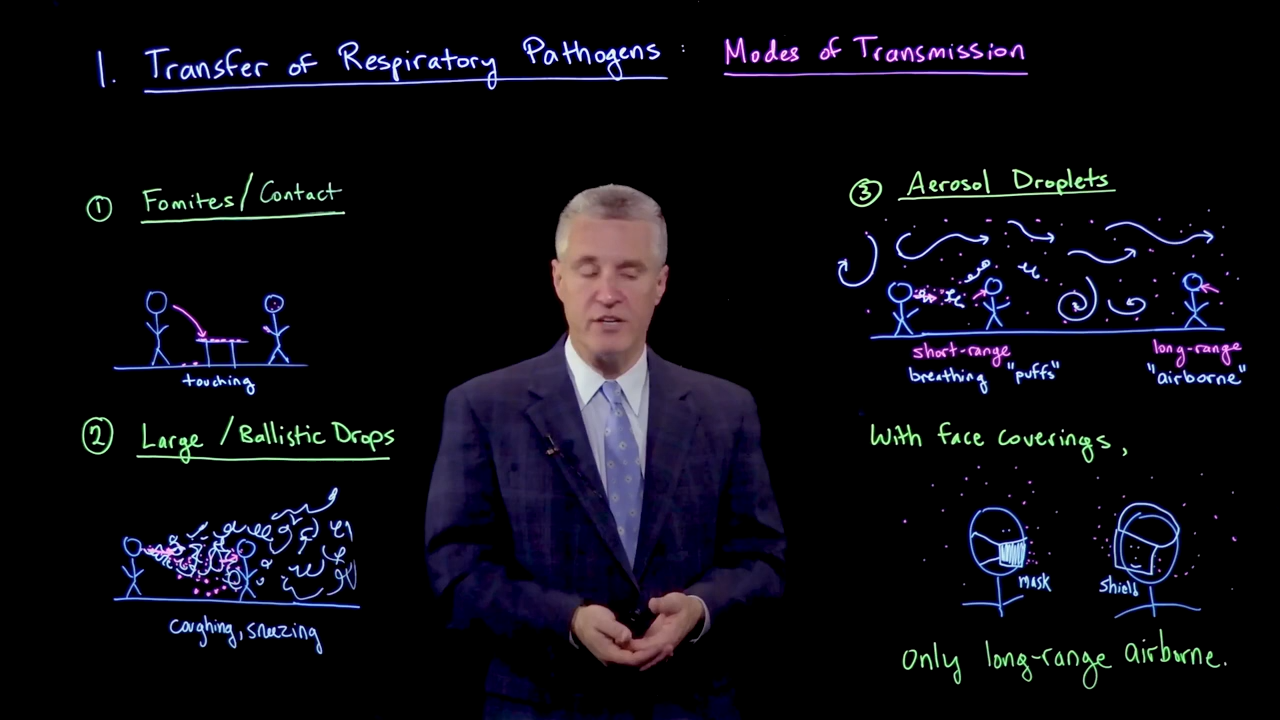 1. Transfer of Respiratory Pathogens : Modes of Transmission
① Fomites/Contact
touching
② Large/Ballistic Drops
coughing, sneezing
③ Aerosol Droplets
short-range long-range
breathing "puffs" "airborne"
With face coverings,
mask shield
Only long-range airborne.